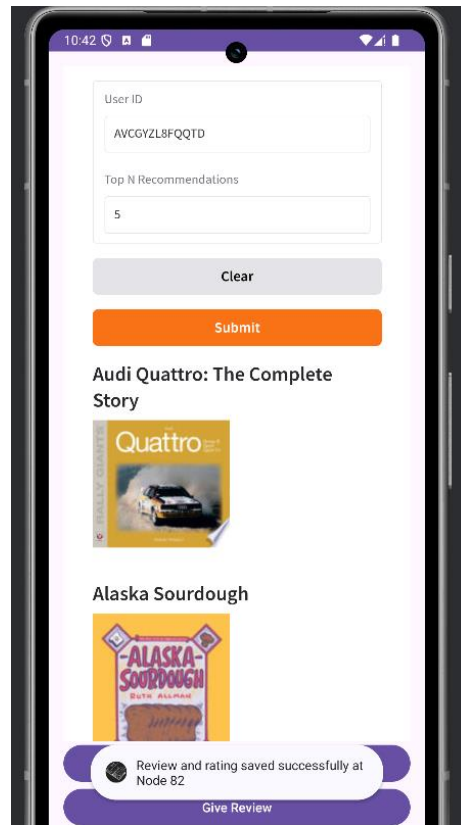 10:42
User ID
AVCGYZL8FQQTD
Top N Recommendations
5
Clear
Submit
Audi Quattro: The Complete
Story
RALLY GIANTS
Quattro
Alaska Sourdough
ALASKA-
SOURDOUGH
RUTH ALLMAN
Review and rating saved successfully at
Node 82
Give Review